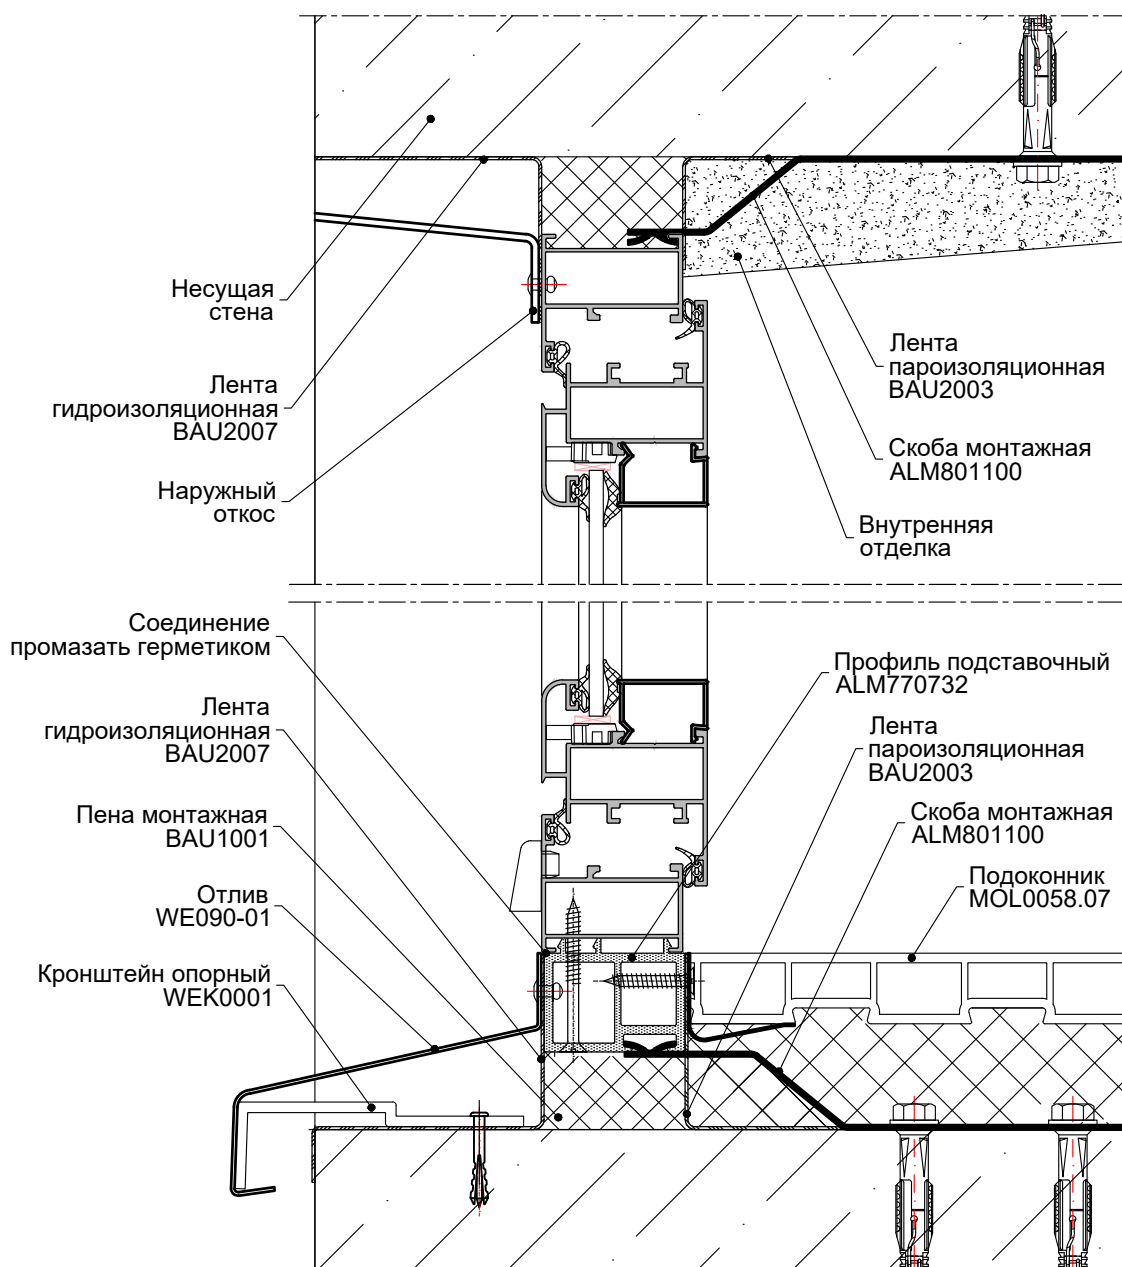 Несущая
стена
Лента
гидроизоляционная
BAU2007
Наружный
откос
Лента
пароизоляционная
BAU2003
Скоба монтажная
ALM801100
Внутренняя
отделка
Соединение
промазать герметиком
Лента
гидроизоляционная
BAU2007
Пена монтажная
BAU1001
Отлив
WE090-01
Кронштейн опорный
WEK0001
Профиль подставочный
ALM770732
Лента
пароизоляционная
BAU2003
Скоба монтажная
ALM801100
Подоконник
MOL0058.07